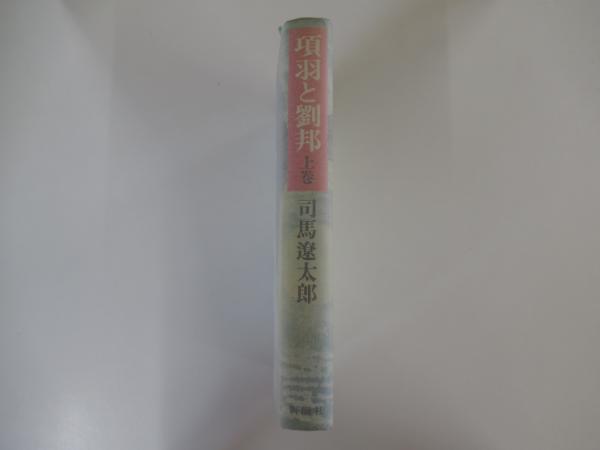 項羽と劉邦 上巻
司馬遼太郎
新潮社